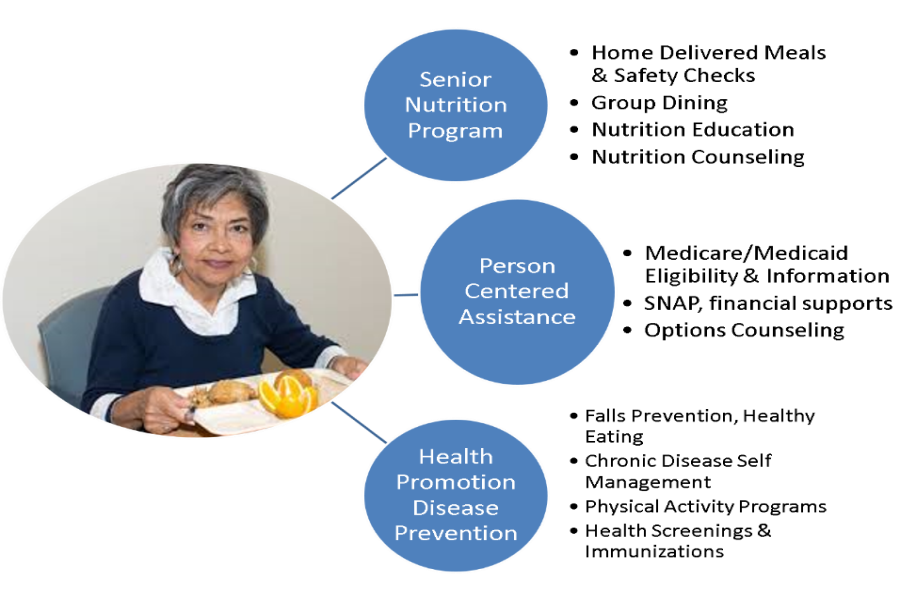 Senior
Nutrition
Program
• Home Delivered Meals
& Safety Checks
• Group Dining
• Nutrition Education
• Nutrition Counseling
Person
Centered
Assistance
• Medicare/Medicaid
Eligibility & Information
• SNAP, financial supports
• Options Counseling
Health
Promotion
Disease
Prevention
• Falls Prevention, Healthy
Eating
• Chronic Disease Self
Management
• Physical Activity Programs
• Health Screenings &
Immunizations